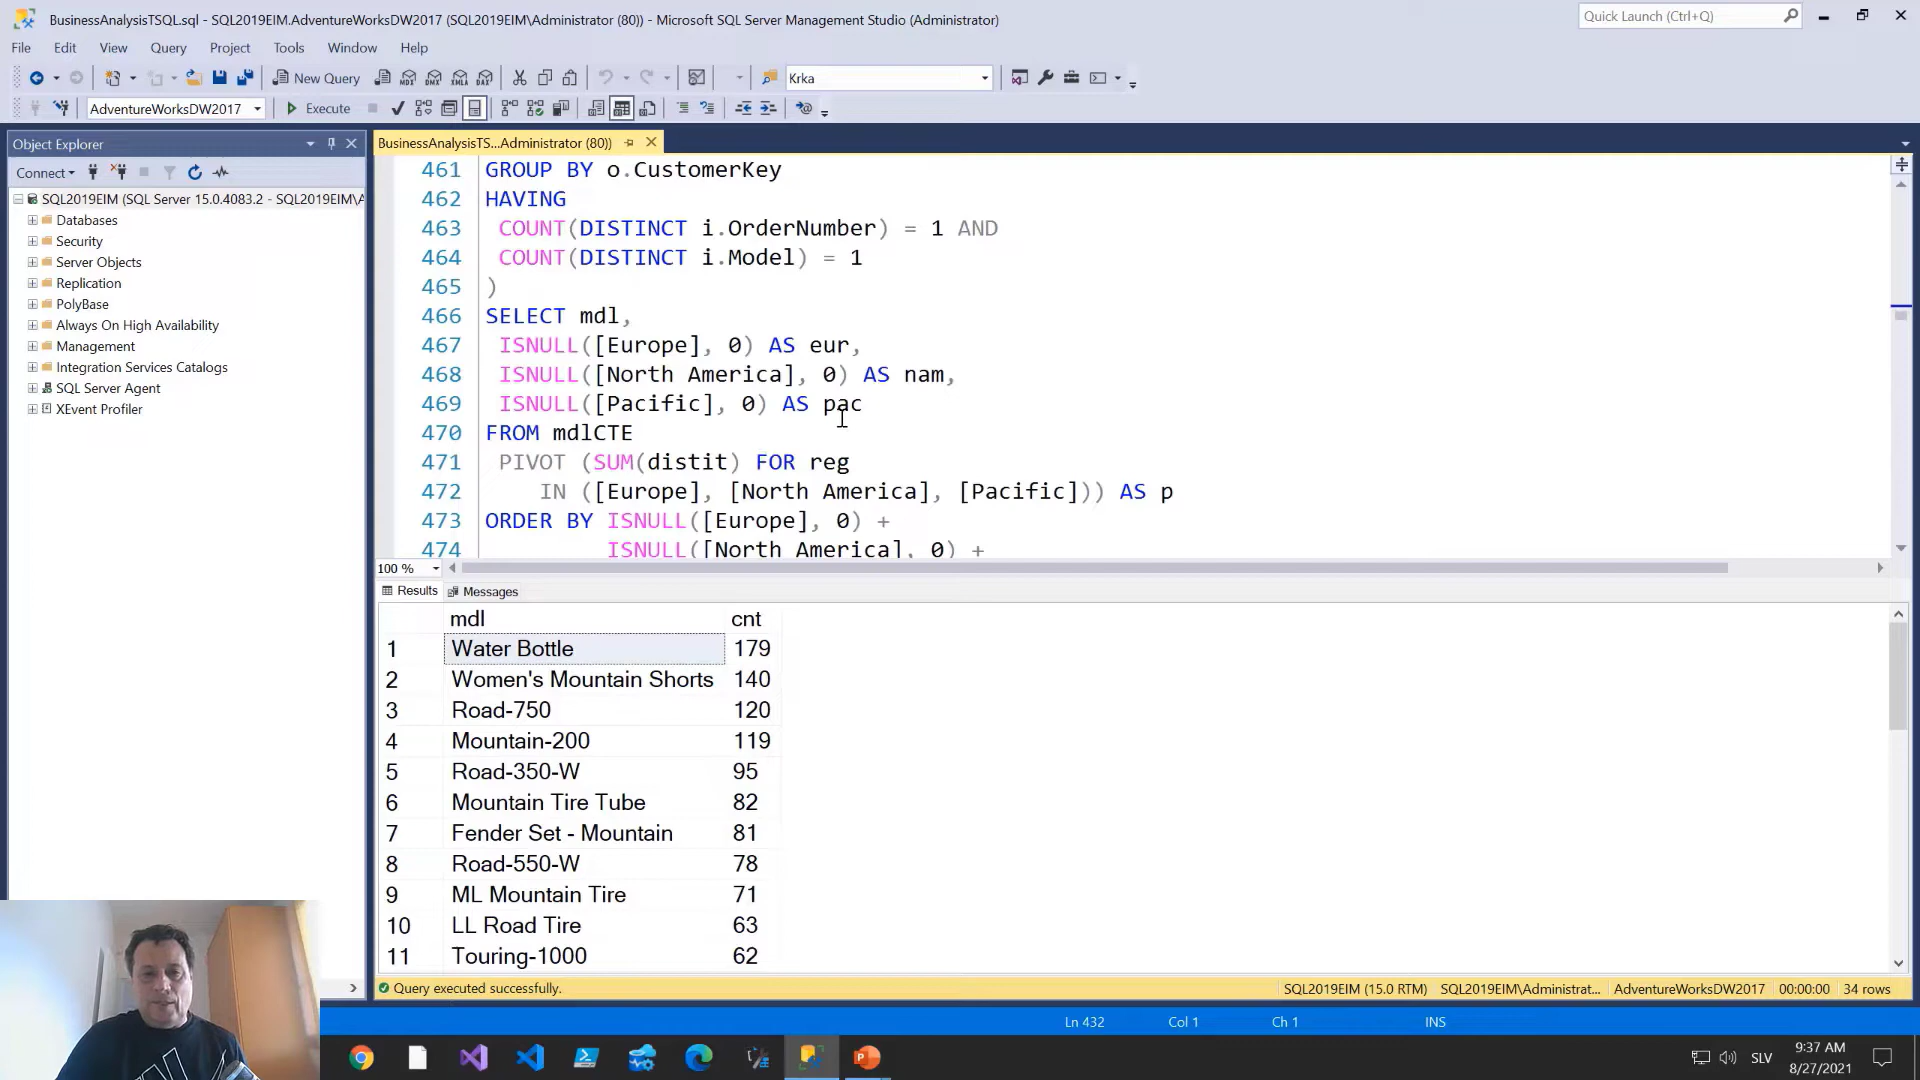 BusinessAnalysisTSQL.sql - SQL2019EIM.AdventureWorksDW2017 (SQL2019EIM\Administrator (80)) - Microsoft SQL Server Management Studio (Administrator)
Quick Launch (Ctrl+Q)
File Edit View Query Project Tools Window Help
New Query
MDX DMX XMLA DAX
Krka
AdventureWorksDW2017
Execute
Object Explorer
BusinessAnalysisTS...Administrator (80))
Connect
SQL2019EIM (SQL Server 15.0.4083.2 - SQL2019EIM\A
Databases
Security
Server Objects
Replication
PolyBase
Always On High Availability
Management
Integration Services Catalogs
SQL Server Agent
XEvent Profiler
461 GROUP BY o.CustomerKey
462 HAVING
463 COUNT(DISTINCT i.OrderNumber) = 1 AND
464 COUNT(DISTINCT i.Model) = 1
465 )
466 SELECT mdl,
467 ISNULL([Europe], 0) AS eur,
468 ISNULL([North America], 0) AS nam,
469 ISNULL([Pacific], 0) AS pac
470 FROM mdlCTE
471 PIVOT (SUM(distit) FOR reg
472 IN ([Europe], [North America], [Pacific])) AS p
473 ORDER BY ISNULL([Europe], 0) +
474 ISNULL([North America], 0) +
100 %
Results Messages
mdl cnt
1 Water Bottle 179
2 Women's Mountain Shorts 140
3 Road-750 120
4 Mountain-200 119
5 Road-350-W 95
6 Mountain Tire Tube 82
7 Fender Set - Mountain 81
8 Road-550-W 78
9 ML Mountain Tire 71
10 LL Road Tire 63
11 Touring-1000 62
Query executed successfully.
SQL2019EIM (15.0 RTM) SQL2019EIM\Administrat... AdventureWorksDW2017 00:00:00 34 rows
Ln 432 Col 1 Ch 1 INS
SLV
9:37 AM
8/27/2021